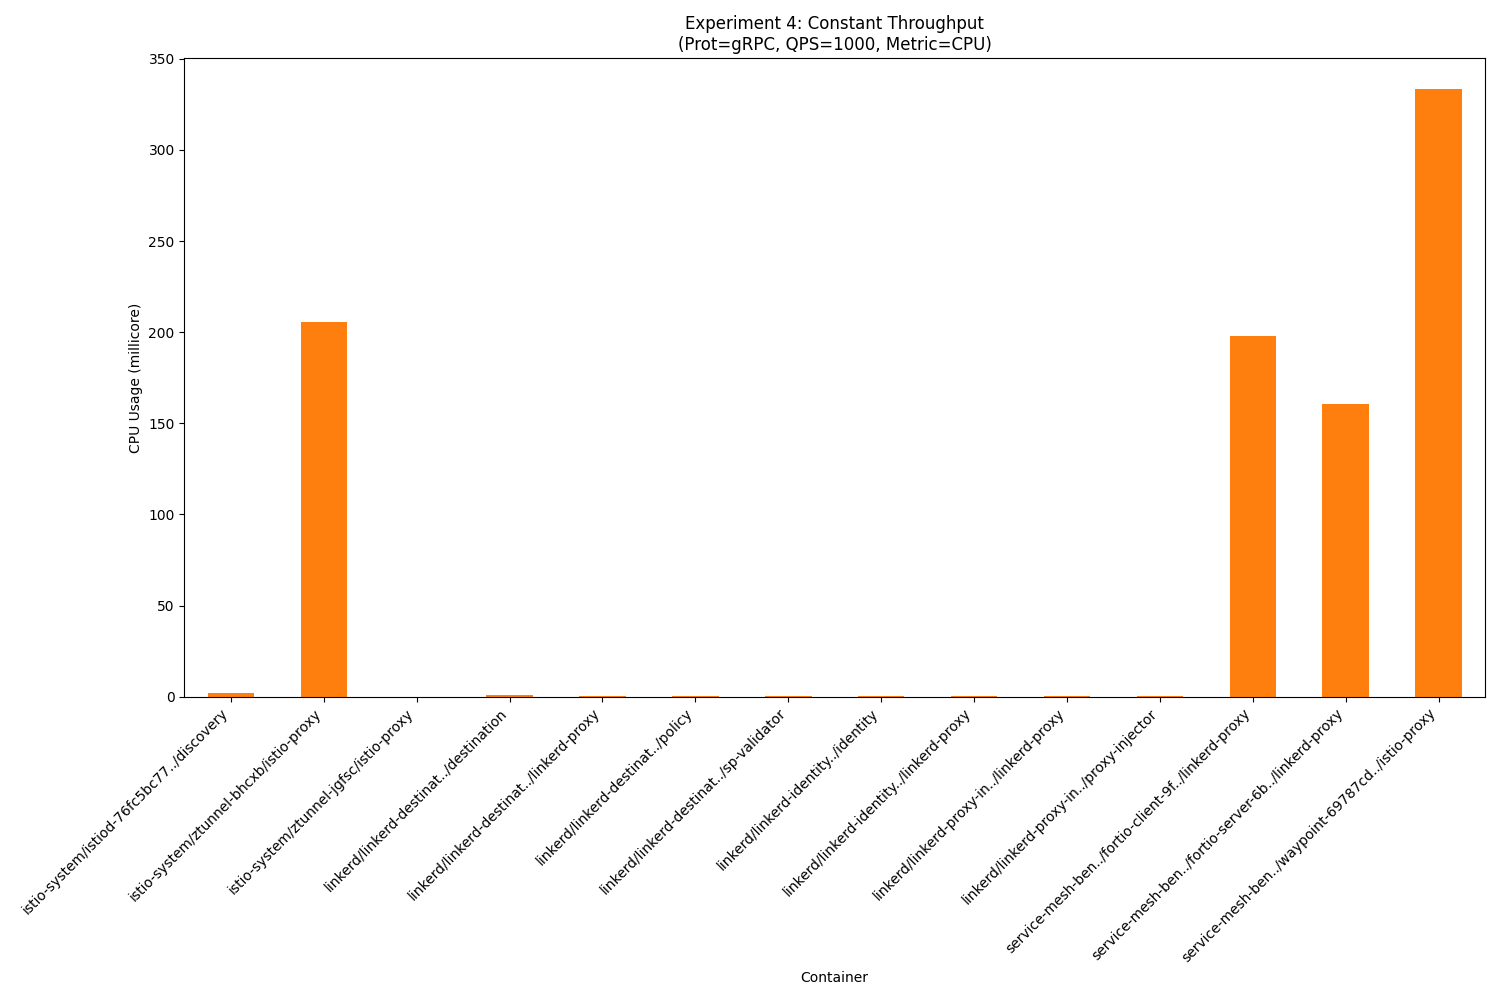 Experiment 4: Constant Throughput
(Prot=gRPC, QPS=1000, Metric=CPU)
350
300
250
200
150
100
50
0
CPU Usage (millicore)
istio-system/istiod-76fc5bc77../discovery
istio-system/ztunnel-bhcxb/istio-proxy
istio-system/ztunnel-jgfsc/istio-proxy
linkerd/linkerd-destinat../destination
linkerd/linkerd-destinat../linkerd-proxy
linkerd/linkerd-destinat../policy
linkerd/linkerd-destinat../sp-validator
linkerd/linkerd-identity../identity
linkerd/linkerd-identity../linkerd-proxy
linkerd/linkerd-proxy-in../linkerd-proxy
linkerd/linkerd-proxy-in../proxy-injector
service-mesh-ben../fortio-client-9f../linkerd-proxy
service-mesh-ben../fortio-server-6b../linkerd-proxy
service-mesh-ben../waypoint-69787cd../istio-proxy
Container